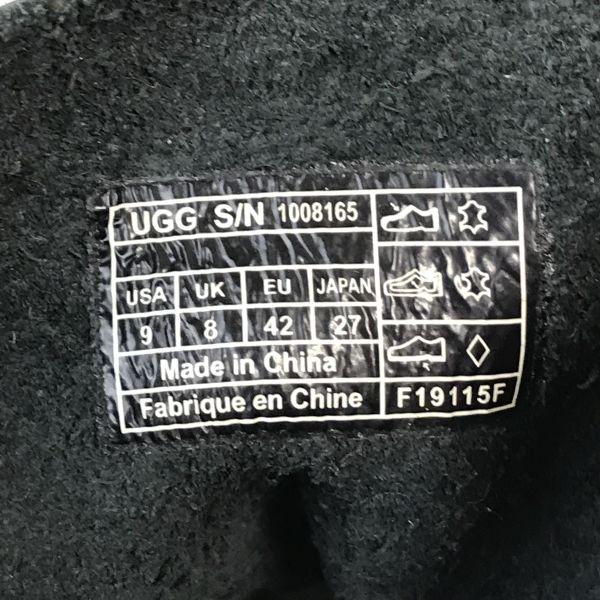 UGG S/N 1008165
USA UK EU JAPAN
9 8 42 27
Made in China
Fabrique en Chine F19115F